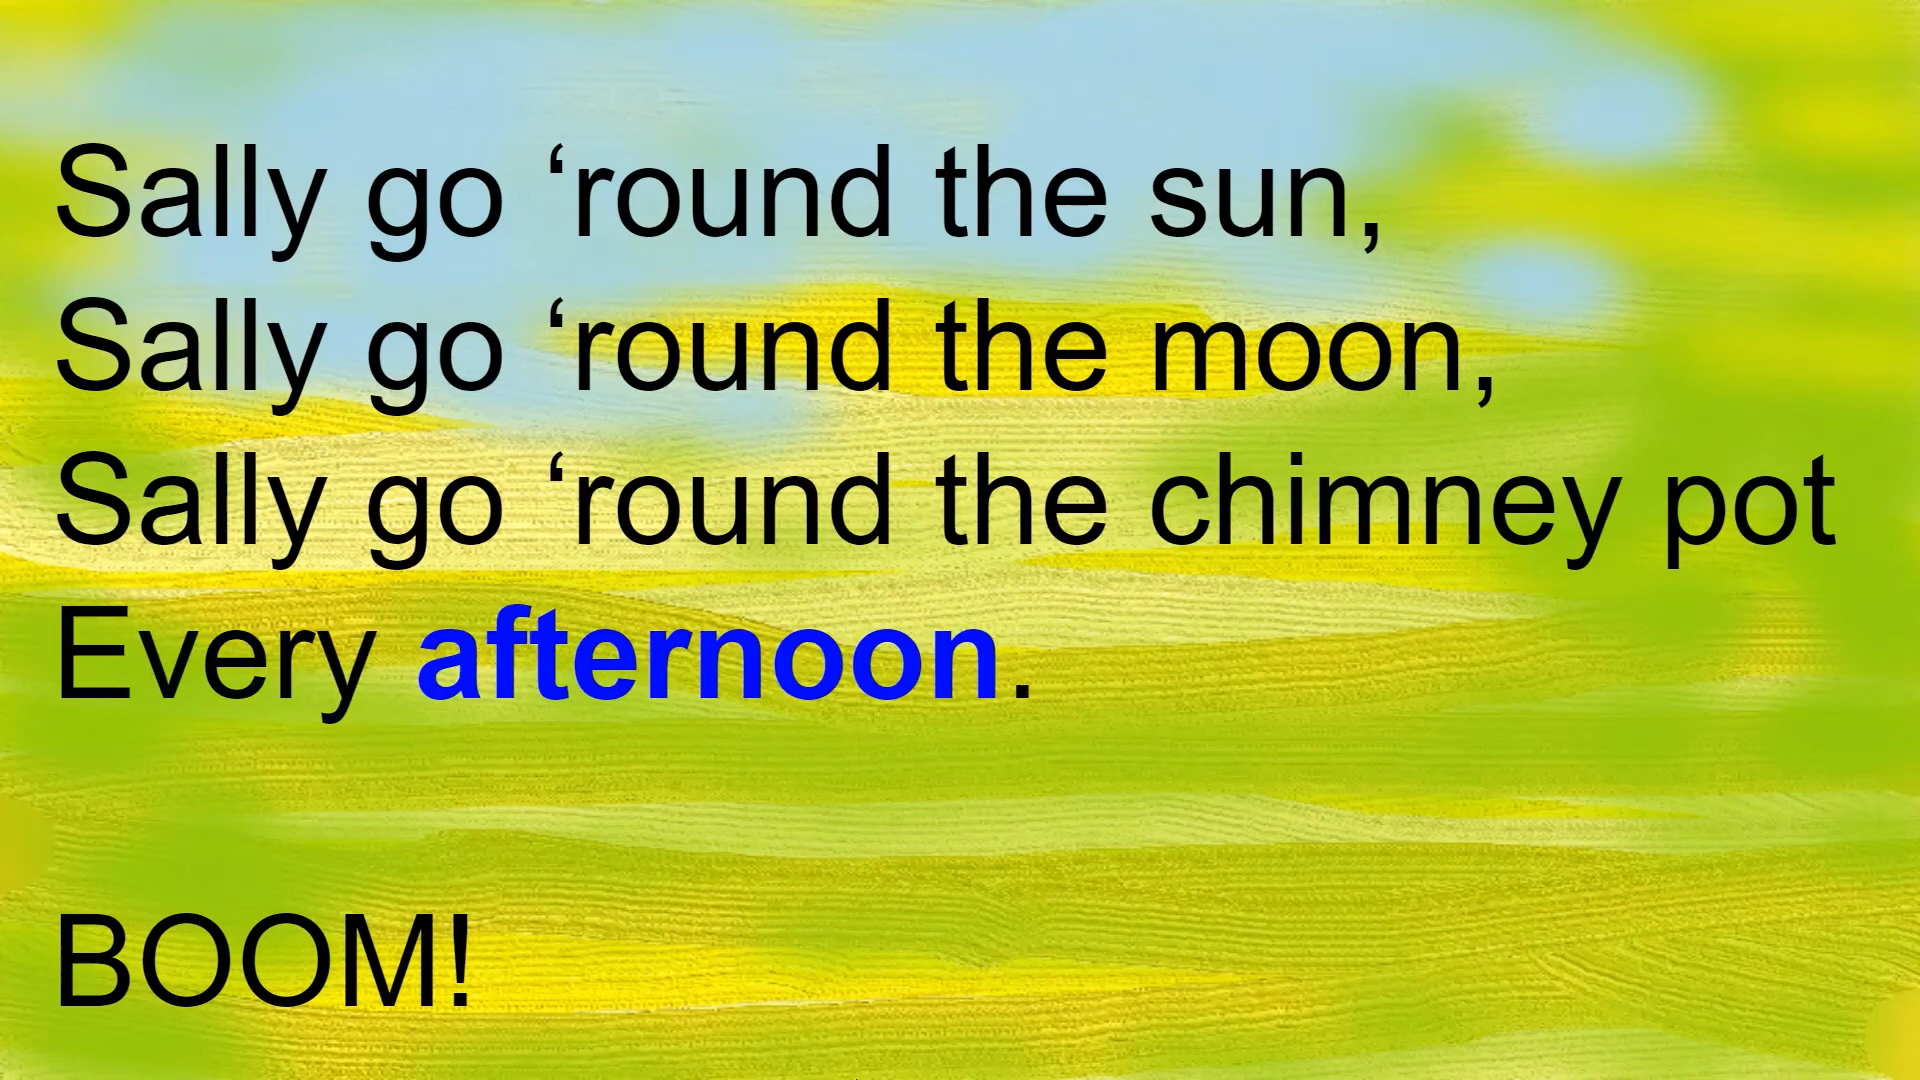 Sally go ‘round the sun,
Sally go ‘round the moon,
Sally go ‘round the chimney pot
Every afternoon.
BOOM!